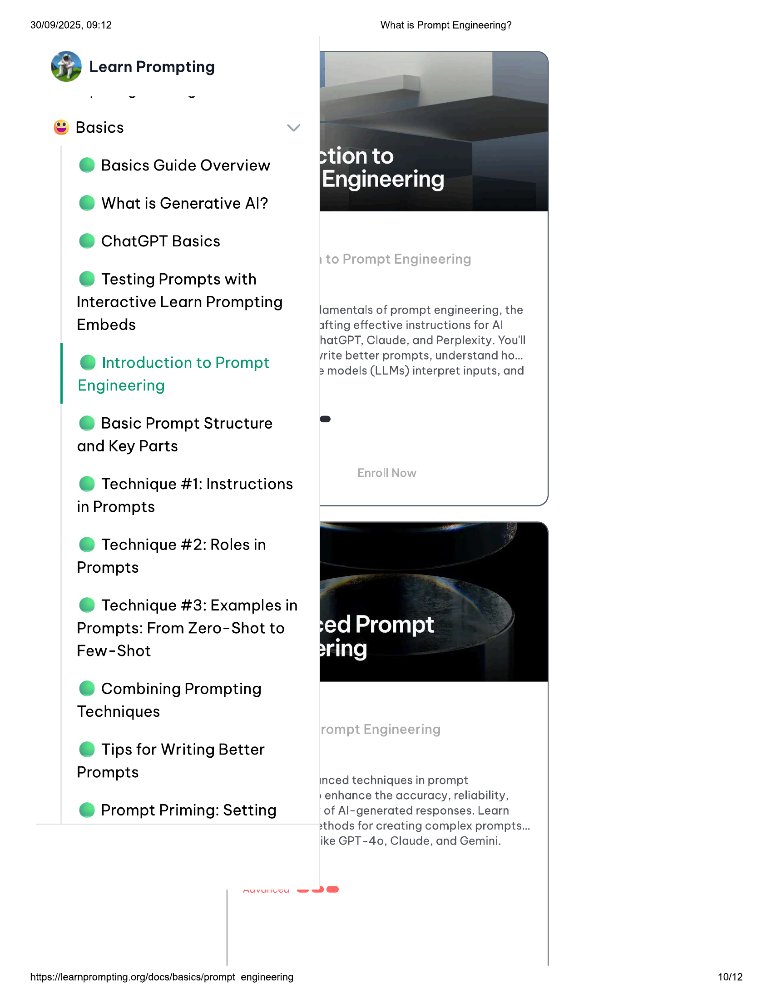 30/09/2025, 09:12
What is Prompt Engineering?
Learn Prompting
Basics
Basics Guide Overview
What is Generative AI?
ChatGPT Basics
Testing Prompts with
Interactive Learn Prompting
Embeds
Introduction to Prompt
Engineering
Basic Prompt Structure
and Key Parts
Technique #1: Instructions
in Prompts
Technique #2: Roles in
Prompts
Technique #3: Examples in
Prompts: From Zero-Shot to
Few-Shot
Combining Prompting
Techniques
Tips for Writing Better
Prompts
Prompt Priming: Setting
ction to
Engineering
to Prompt Engineering
lamentals of prompt engineering, the
afting effective instructions for AI
hatGPT, Claude, and Perplexity. You'll
write better prompts, understand ho...
e models (LLMs) interpret inputs, and
Enroll Now
ced Prompt
ering
rompt Engineering
nced techniques in prompt
enhance the accuracy, reliability,
of AI-generated responses. Learn
ethods for creating complex prompts...
ike GPT-4o, Claude, and Gemini.
Advanced
https://learnprompting.org/docs/basics/prompt_engineering
10/12